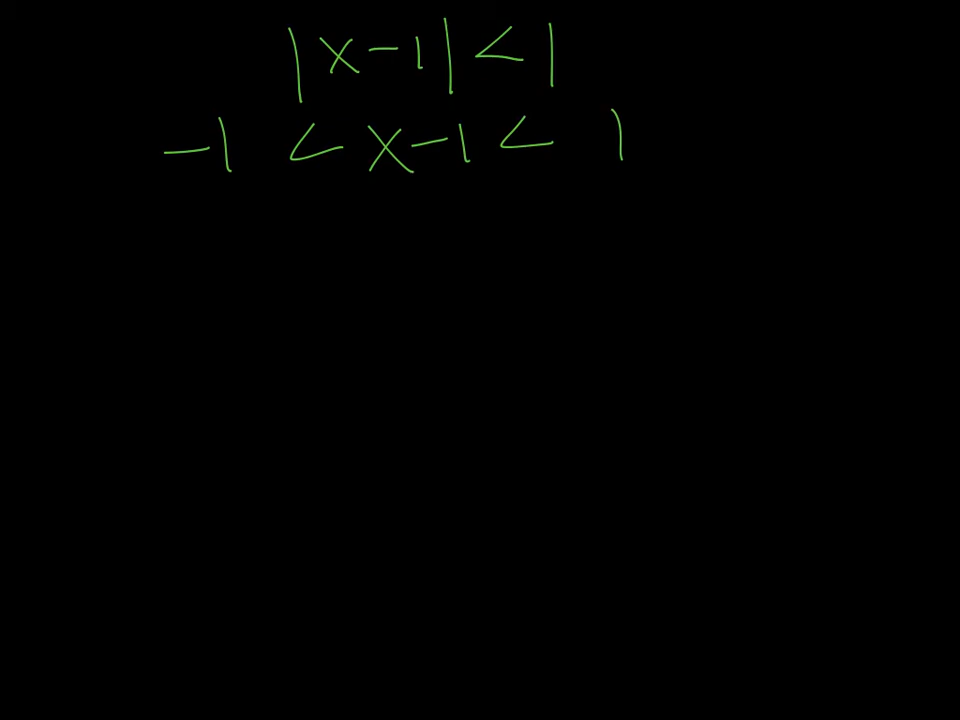 |x-1| < 1
-1 < x-1 < 1